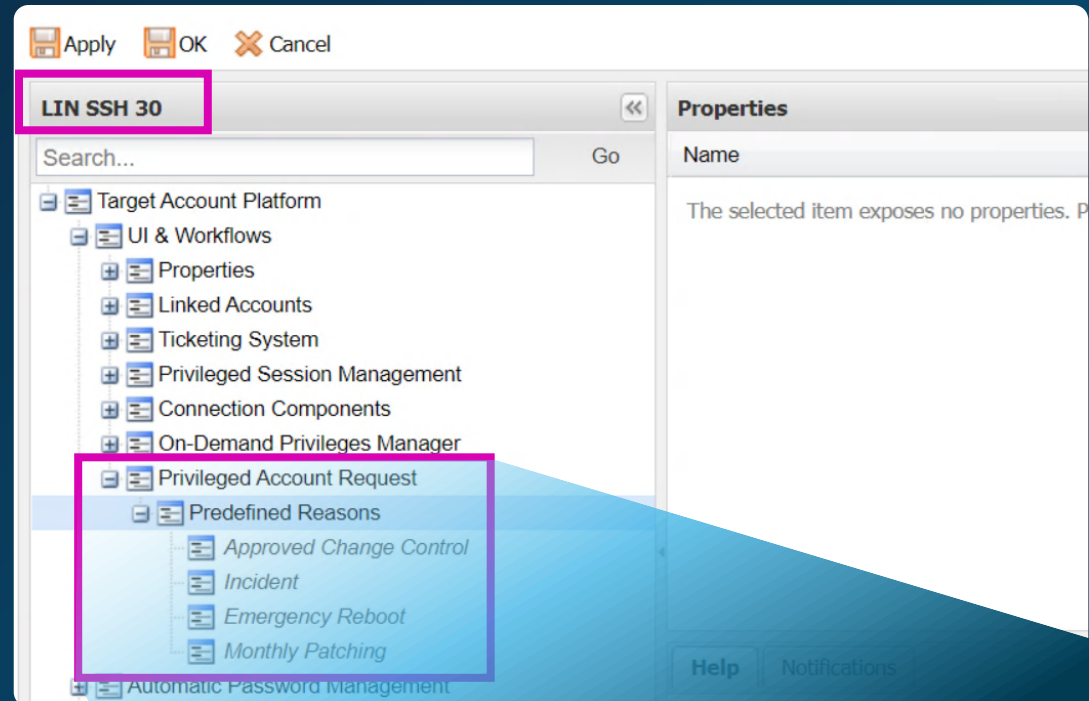 Apply OK Cancel
LIN SSH 30
Search... Go
Target Account Platform
UI & Workflows
Properties
Linked Accounts
Ticketing System
Privileged Session Management
Connection Components
On-Demand Privileges Manager
Privileged Account Request
Predefined Reasons
Approved Change Control
Incident
Emergency Reboot
Monthly Patching
Automatic Password Management
Properties
Name
The selected item exposes no properties. P
Help Notifications